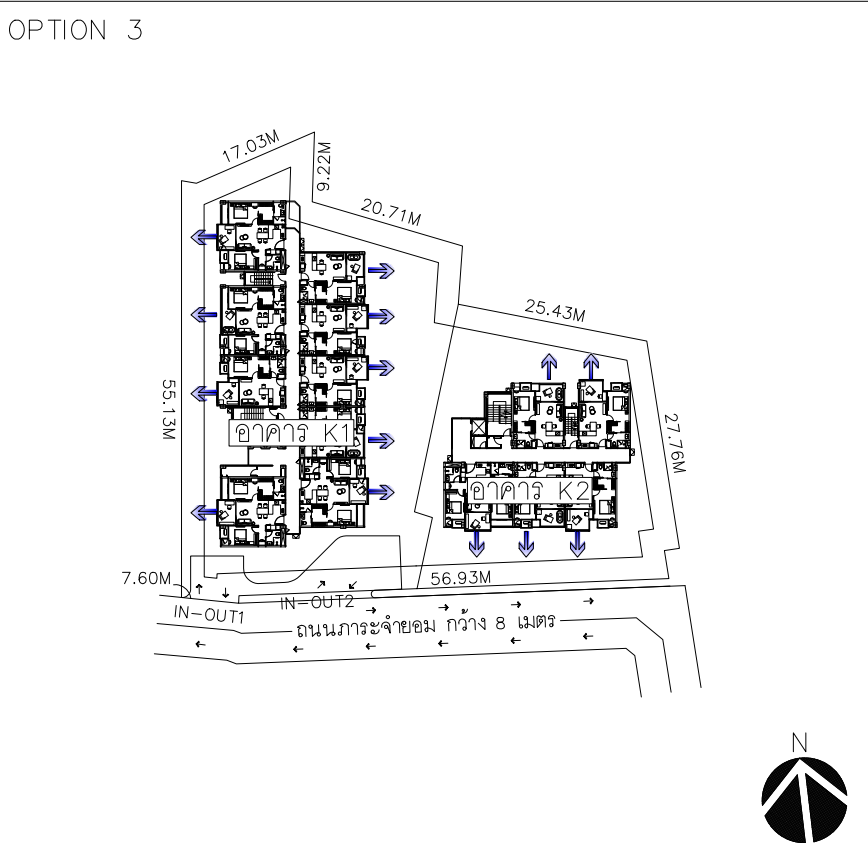 OPTION 3
17.03M
9.22M
20.71M
25.43M
55.13M
27.76M
อาคาร K1
อาคาร K2
7.60M
56.93M
IN-OUT1
IN-OUT2
ถนนภาระจำยอม กว้าง 8 เมตร
N